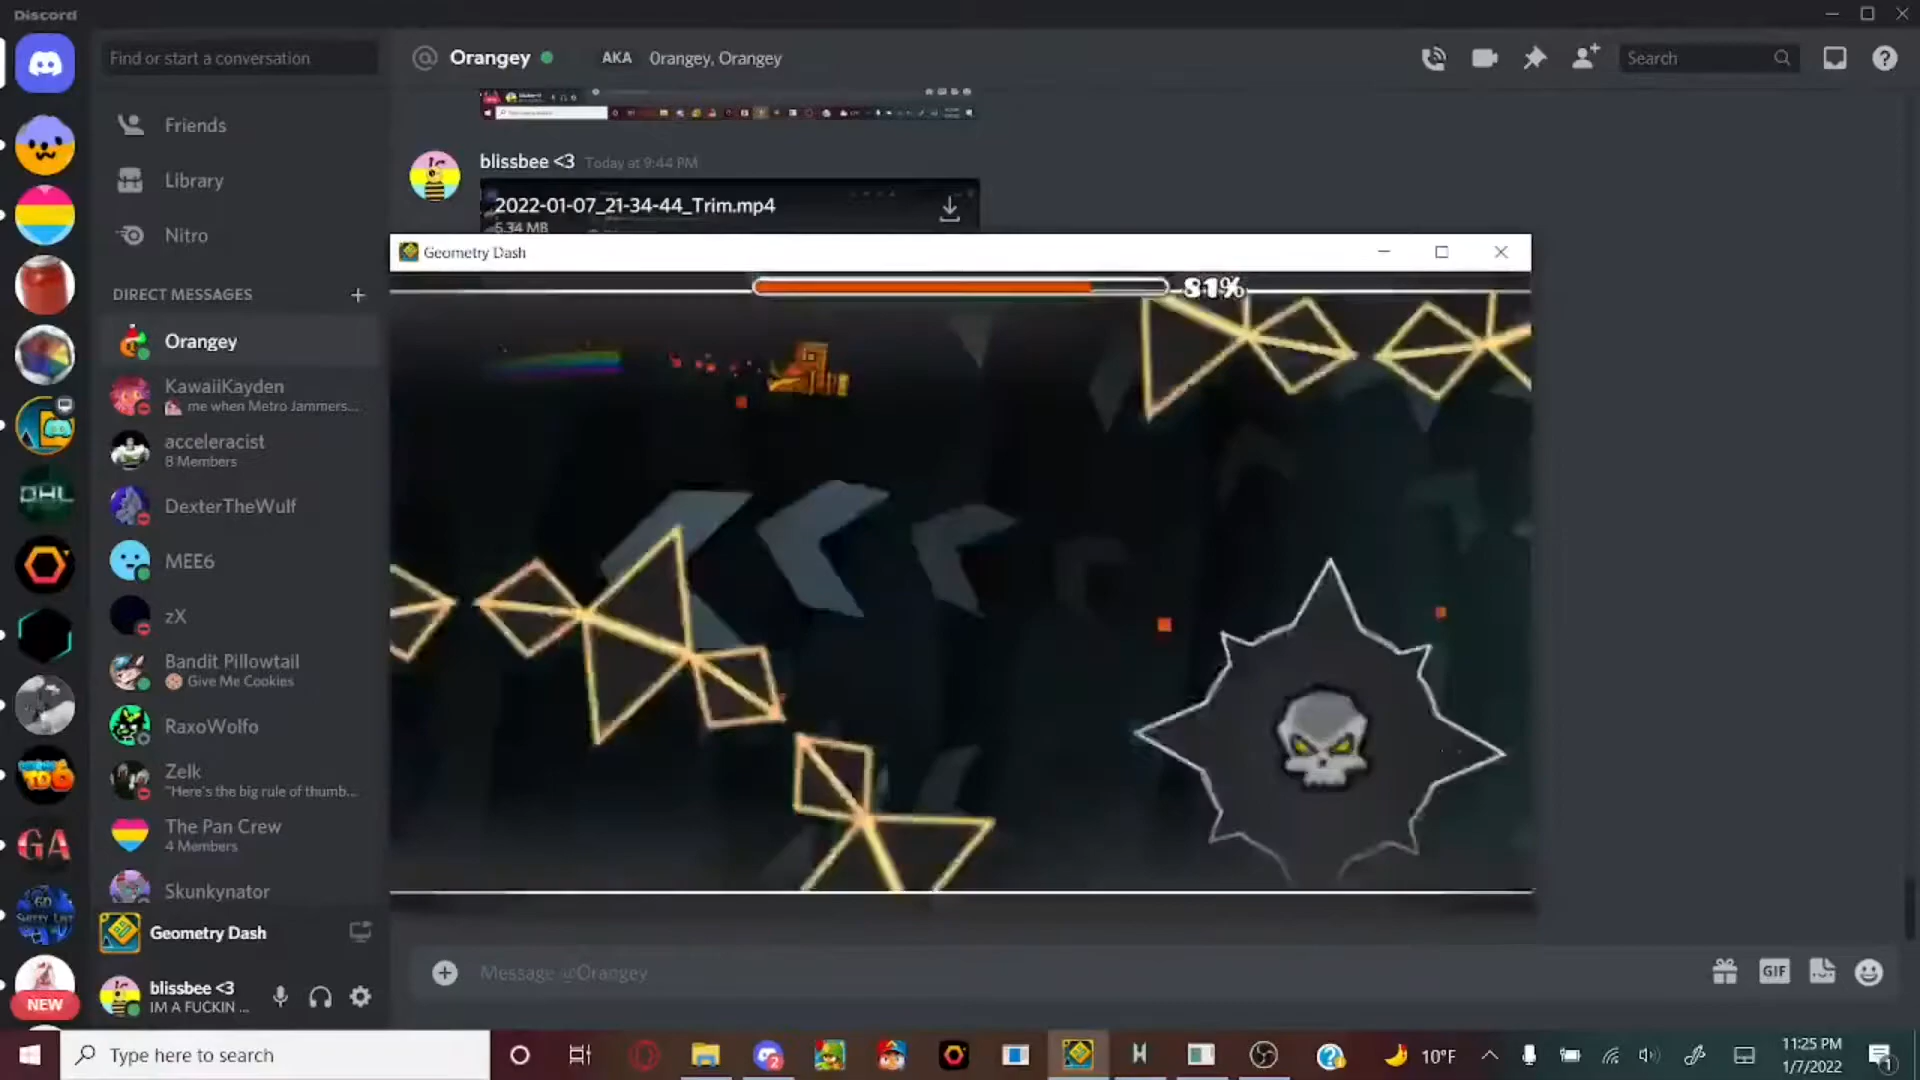 Discord
Find or start a conversation
Friends
Library
Nitro
DIRECT MESSAGES
Orangey
KawaiiKayden
me when Metro Jammers...
acceleracist
8 Members
DexterTheWulf
MEE6
zX
Bandit Pillowtail
Give Me Cookies
RaxoWolfo
Zelk
"Here's the big rule of thumb...
The Pan Crew
4 Members
Skunkynator
Geometry Dash
blissbee <3
IM A FUCKIN ...
DHL
GA
NEW
Orangey
AKA
Orangey, Orangey
Search
blissbee <3 Today at 9:44 PM
2022-01-07_21-34-44_Trim.mp4
5.34 MB
Geometry Dash
81%
Message @Orangey
GIF
Type here to search
2
10°F
11:25 PM
1/7/2022
1